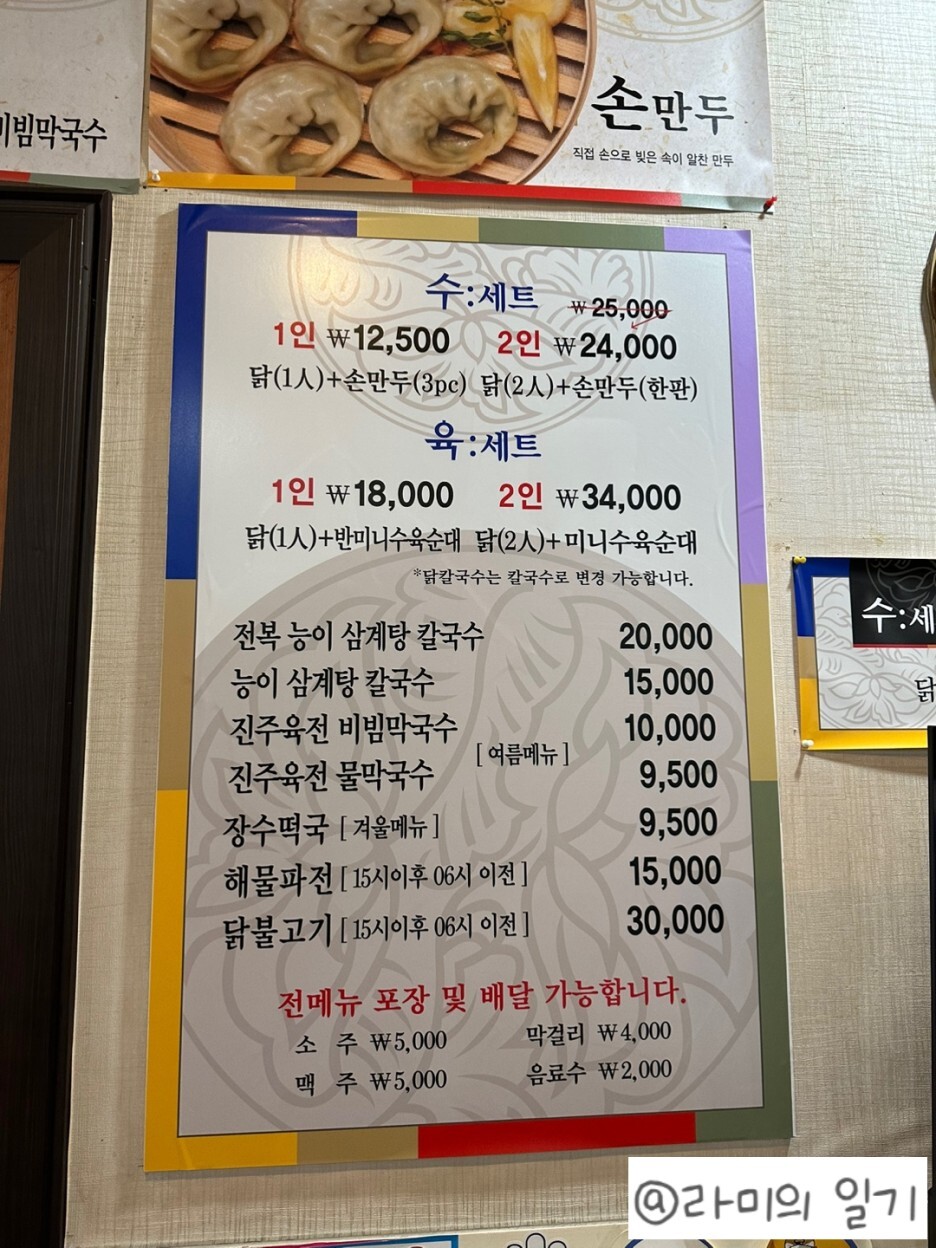 비빔막국수
손만두
직접 손으로 빚은 속이 알찬 만두
수:세트 ₩25,000
1인 ₩12,500 2인 ₩24,000
닭(1人)+손만두(3pc) 닭(2人)+손만두(한판)
육:세트
1인 ₩18,000 2인 ₩34,000
닭(1人)+반미니수육순대 닭(2人)+미니수육순대
*닭칼국수는 칼국수로 변경 가능합니다.
전복 능이 삼계탕 칼국수 20,000
능이 삼계탕 칼국수 15,000
진주육전 비빔막국수 10,000
[여름메뉴]
진주육전 물막국수 9,500
장수떡국 [겨울메뉴] 9,500
해물파전 [15시이후 06시 이전] 15,000
닭불고기 [15시이후 06시 이전] 30,000
전메뉴 포장 및 배달 가능합니다.
소 주 ₩5,000 막걸리 ₩4,000
맥 주 ₩5,000 음료수 ₩2,000
수:세
닭
@라미의 일기